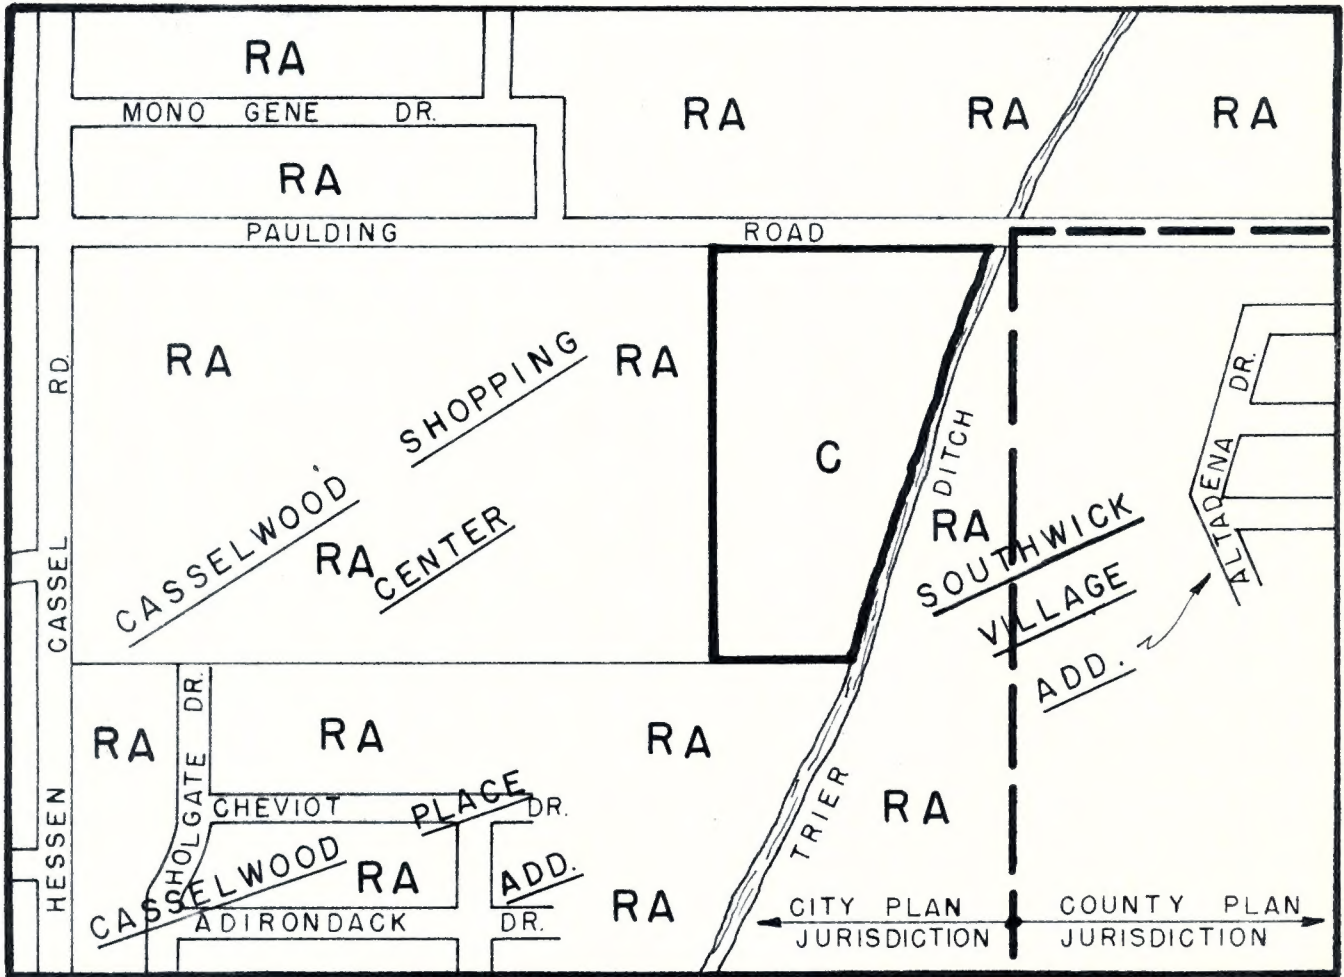 RA
MONO GENE DR.
RA
RA
RA
RA
PAULDING ROAD
RA
RA
CASSELWOOD SHOPPING
CENTER
RA
C
HESSEN CASSEL RD.
TRIER DITCH
RA
SOUTHWICK
VILLAGE
ADD.
ALTADENA DR.
RA
HOLGATE DR.
RA
RA
CHEVIOT DR.
CASSELWOOD PLACE
ADD.
RA
ADIRONDACK DR.
RA
RA
CITY PLAN
JURISDICTION
COUNTY PLAN
JURISDICTION